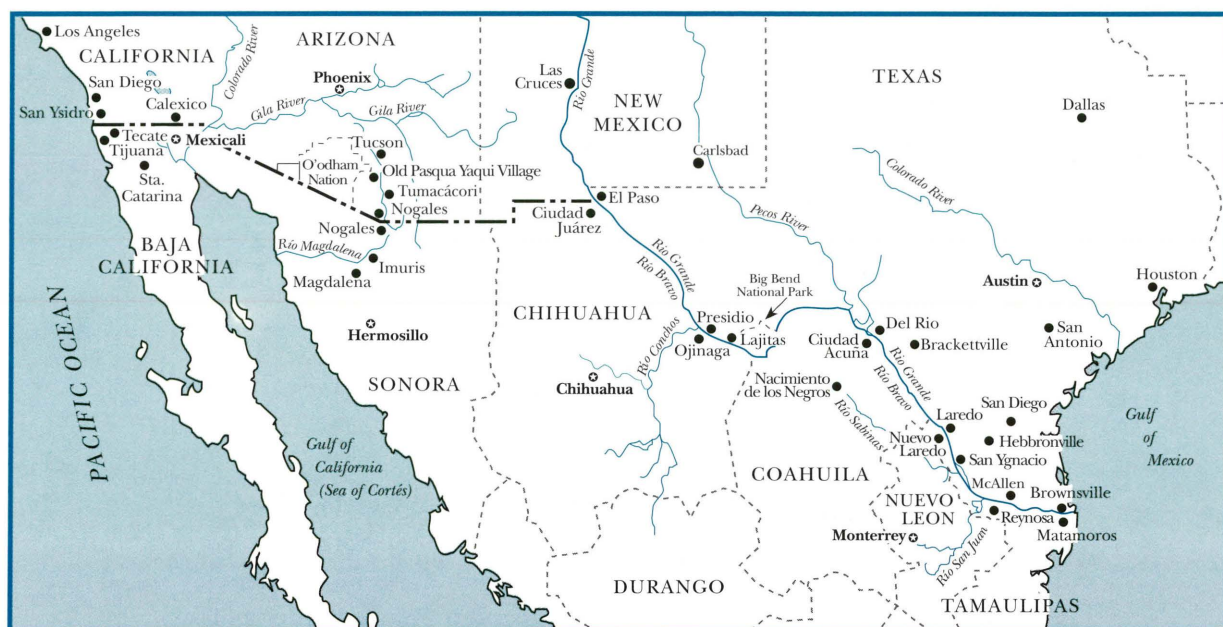 Los Angeles
CALIFORNIA
ARIZONA
Colorado River
San Diego
San Ysidro
Calexico
Phoenix
Gila River
Gila River
Tecate
Tijuana
Mexicali
Sta.
Catarina
Tucson
O'odham
Nation
Old Pasqua Yaqui Village
Tumacácori
Nogales
Nogales
Río Magdalena
Imuris
Magdalena
BAJA
CALIFORNIA
Hermosillo
SONORA
PACIFIC OCEAN
Gulf of
California
(Sea of Cortés)
Las
Cruces
Rio Grande
NEW
MEXICO
Carlsbad
El Paso
Ciudad
Juárez
Pecos River
Rio Grande
Río Bravo
CHIHUAHUA
Big Bend
National Park
Presidio
Lajitas
Ojinaga
Río Conchos
Chihuahua
TEXAS
Dallas
Colorado River
Austin
Houston
San
Antonio
Del Rio
Ciudad
Acuña
Brackettville
Rio Grande
Río Bravo
Nacimiento
de los Negros
Río Sabinas
San Diego
Laredo
Nuevo
Laredo
Hebbronville
San Ygnacio
COAHUILA
McAllen
Brownsville
NUEVO
LEON
Reynosa
Matamoros
Monterrey
Río San Juan
DURANGO
TAMAULIPAS
Gulf
of
Mexico